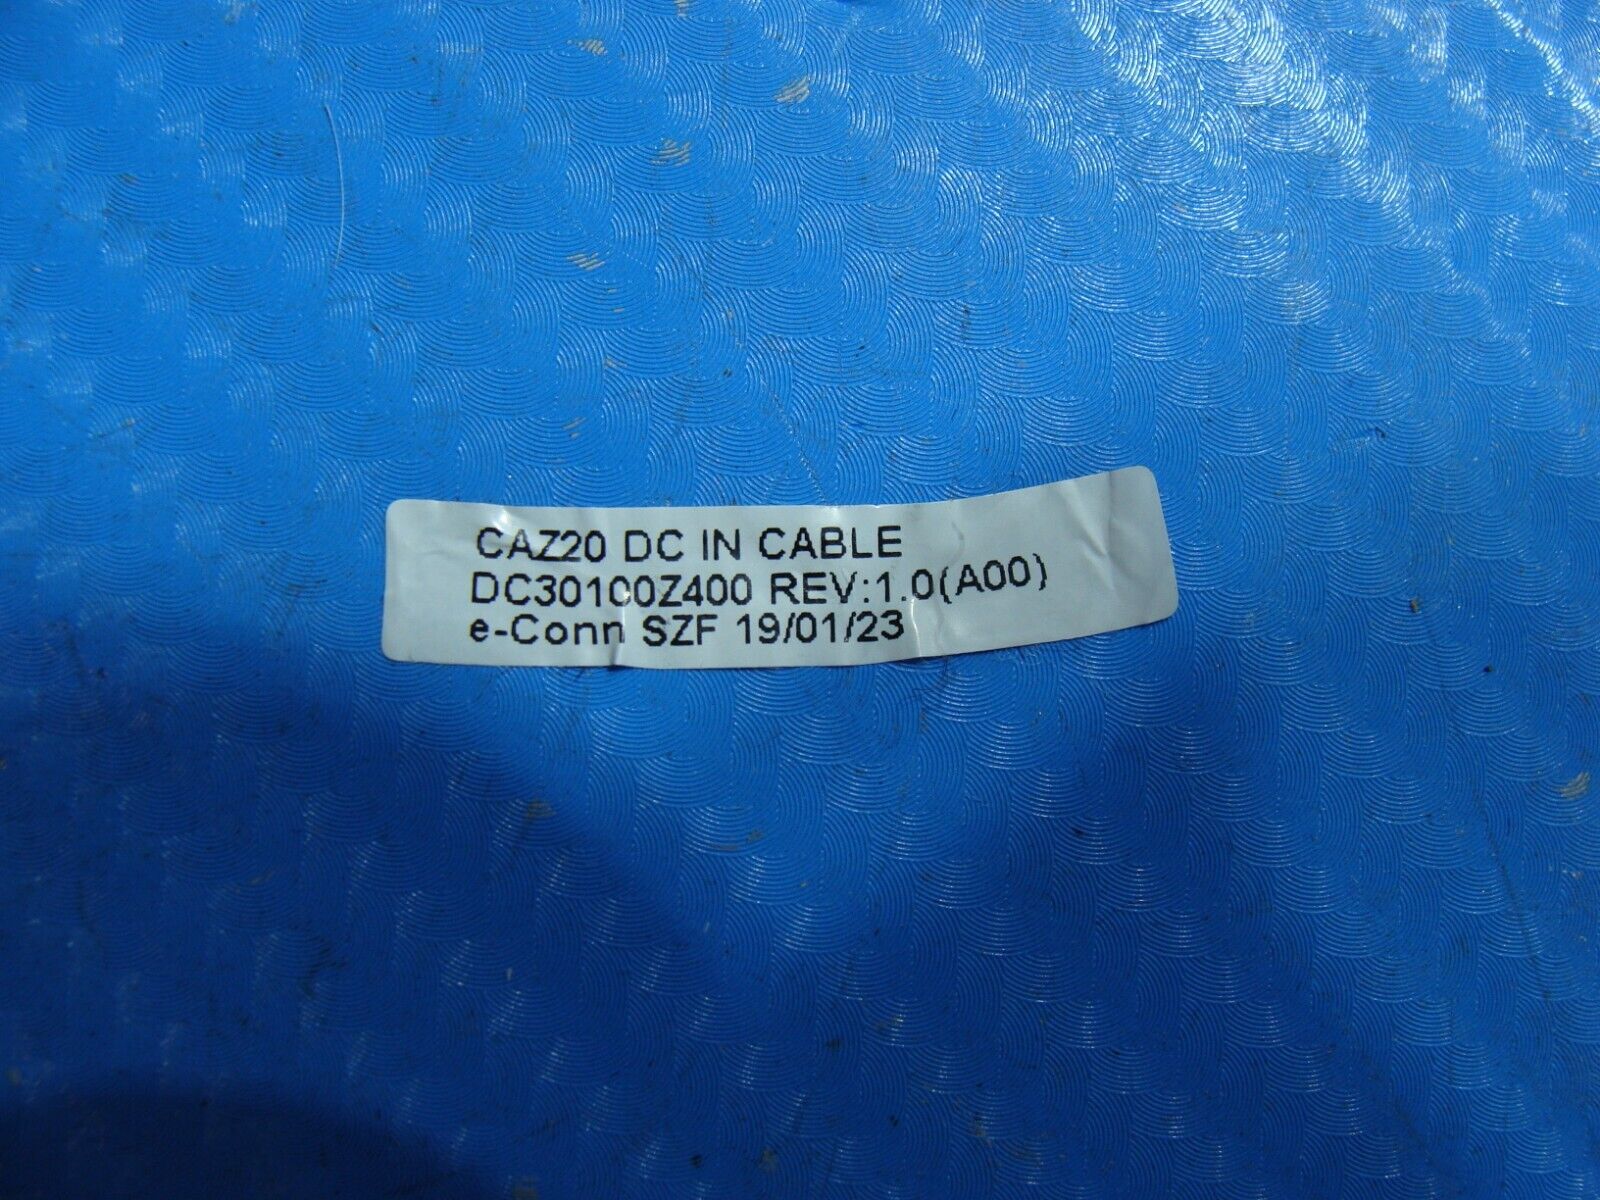 CAZ20 DC IN CABLE
DC30100Z400 REV:1.0(A00)
e-Conn SZF 19/01/23